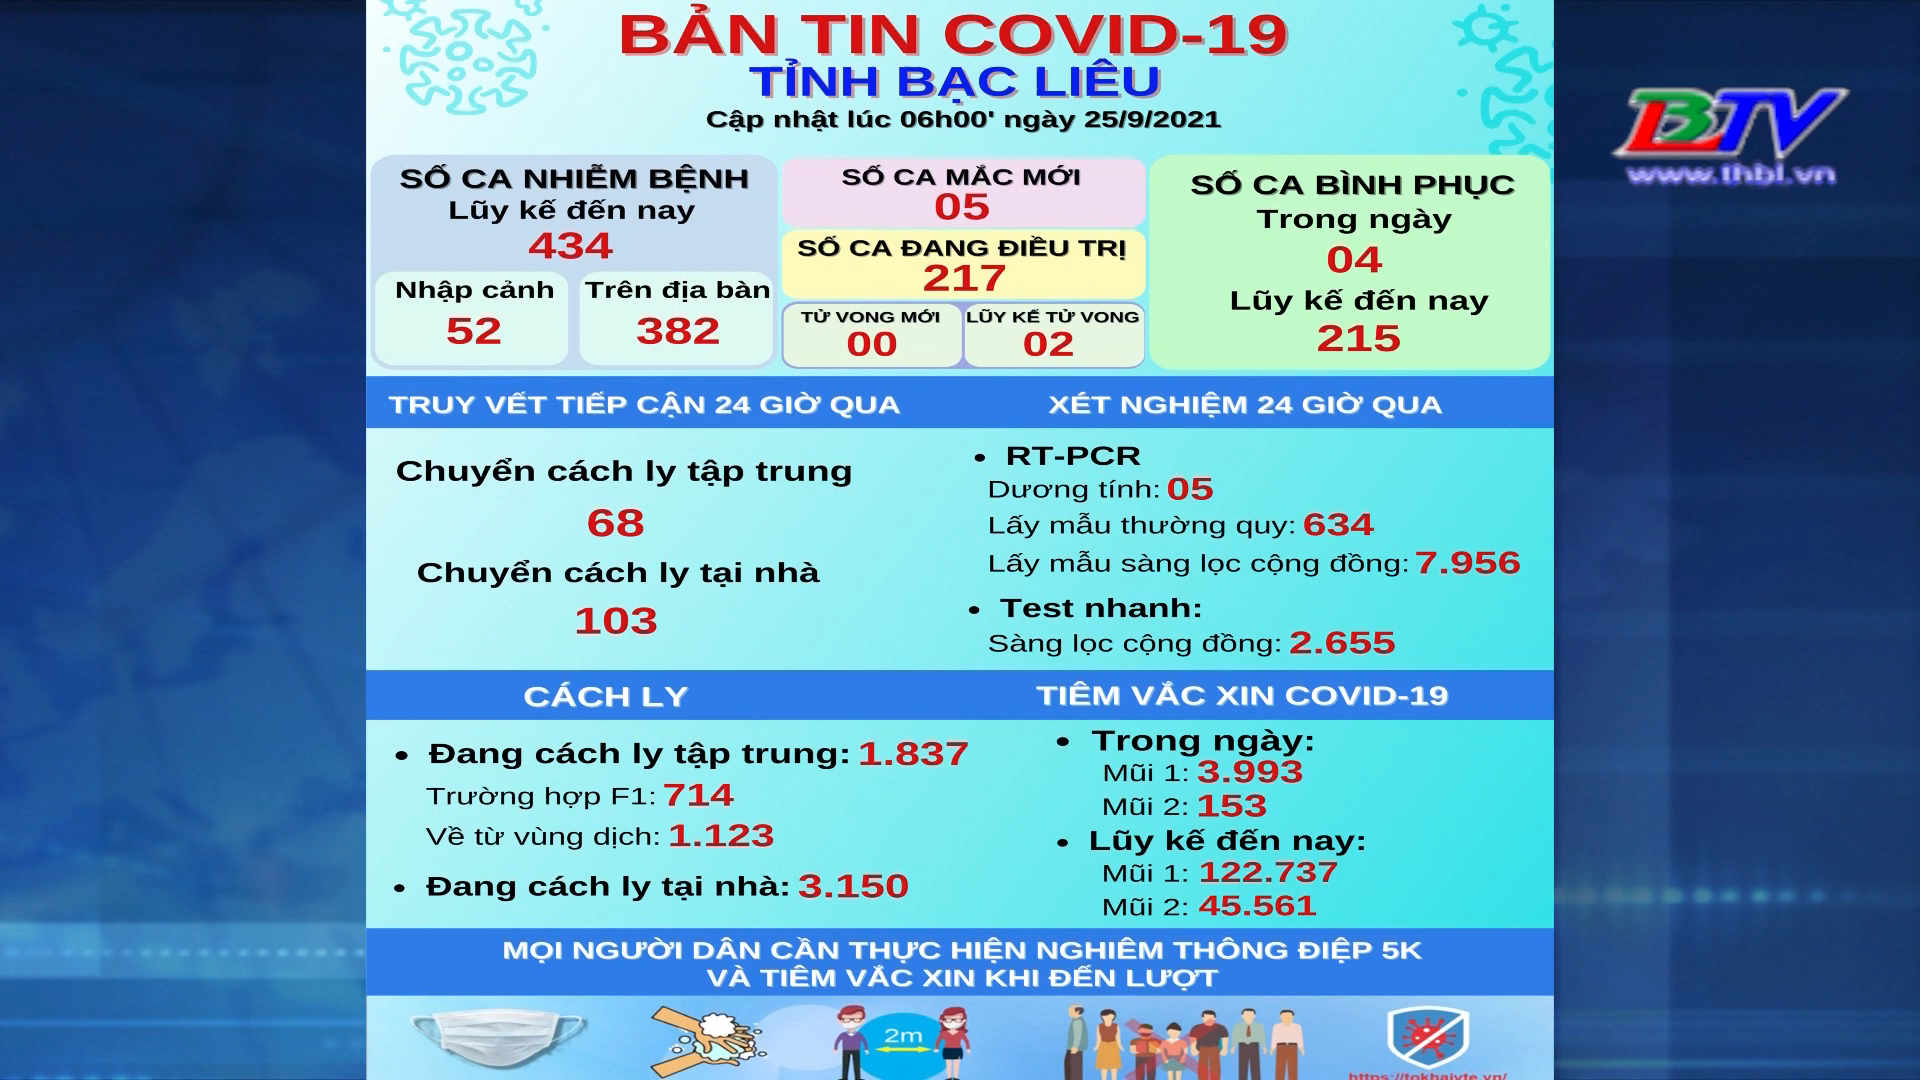 BẢN TIN COVID-19
TỈNH BẠC LIÊU
Cập nhật lúc 06h00' ngày 25/9/2021
BTV
www.thbl.vn
SỐ CA NHIỄM BỆNH
Lũy kế đến nay
434
Nhập cảnh
52
Trên địa bàn
382
SỐ CA MẮC MỚI
05
SỐ CA ĐANG ĐIỀU TRỊ
217
TỬ VONG MỚI
00
LŨY KẾ TỬ VONG
02
SỐ CA BÌNH PHỤC
Trong ngày
04
Lũy kế đến nay
215
TRUY VẾT TIẾP CẬN 24 GIỜ QUA
Chuyển cách ly tập trung
68
Chuyển cách ly tại nhà
103
XÉT NGHIỆM 24 GIỜ QUA
• RT-PCR
Dương tính: 05
Lấy mẫu thường quy: 634
Lấy mẫu sàng lọc cộng đồng: 7.956
• Test nhanh:
Sàng lọc cộng đồng: 2.655
CÁCH LY
• Đang cách ly tập trung: 1.837
Trường hợp F1: 714
Về từ vùng dịch: 1.123
• Đang cách ly tại nhà: 3.150
TIÊM VẮC XIN COVID-19
• Trong ngày:
Mũi 1: 3.993
Mũi 2: 153
• Lũy kế đến nay:
Mũi 1: 122.737
Mũi 2: 45.561
MỌI NGƯỜI DÂN CẦN THỰC HIỆN NGHIÊM THÔNG ĐIỆP 5K
VÀ TIÊM VẮC XIN KHI ĐẾN LƯỢT
2m
https://tokhaiyte.vn/